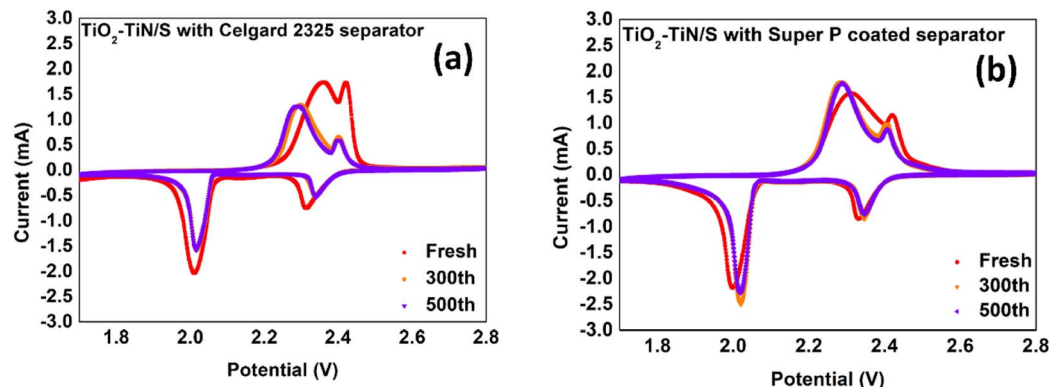 TiO2-TiN/S with Celgard 2325 separator
(a)
3.0
2.5
2.0
1.5
1.0
0.5
0.0
-0.5
-1.0
-1.5
-2.0
-2.5
-3.0
Current (mA)
Fresh
300th
500th
2.0
2.2
2.4
2.6
2.8
Potential (V)
TiO2-TiN/S with Super P coated separator
(b)
3.0
2.5
2.0
1.5
1.0
0.5
0.0
-0.5
-1.0
-1.5
-2.0
-2.5
-3.0
Current (mA)
Fresh
300th
500th
1.8
2.0
2.2
2.4
2.6
2.8
Potential (V)